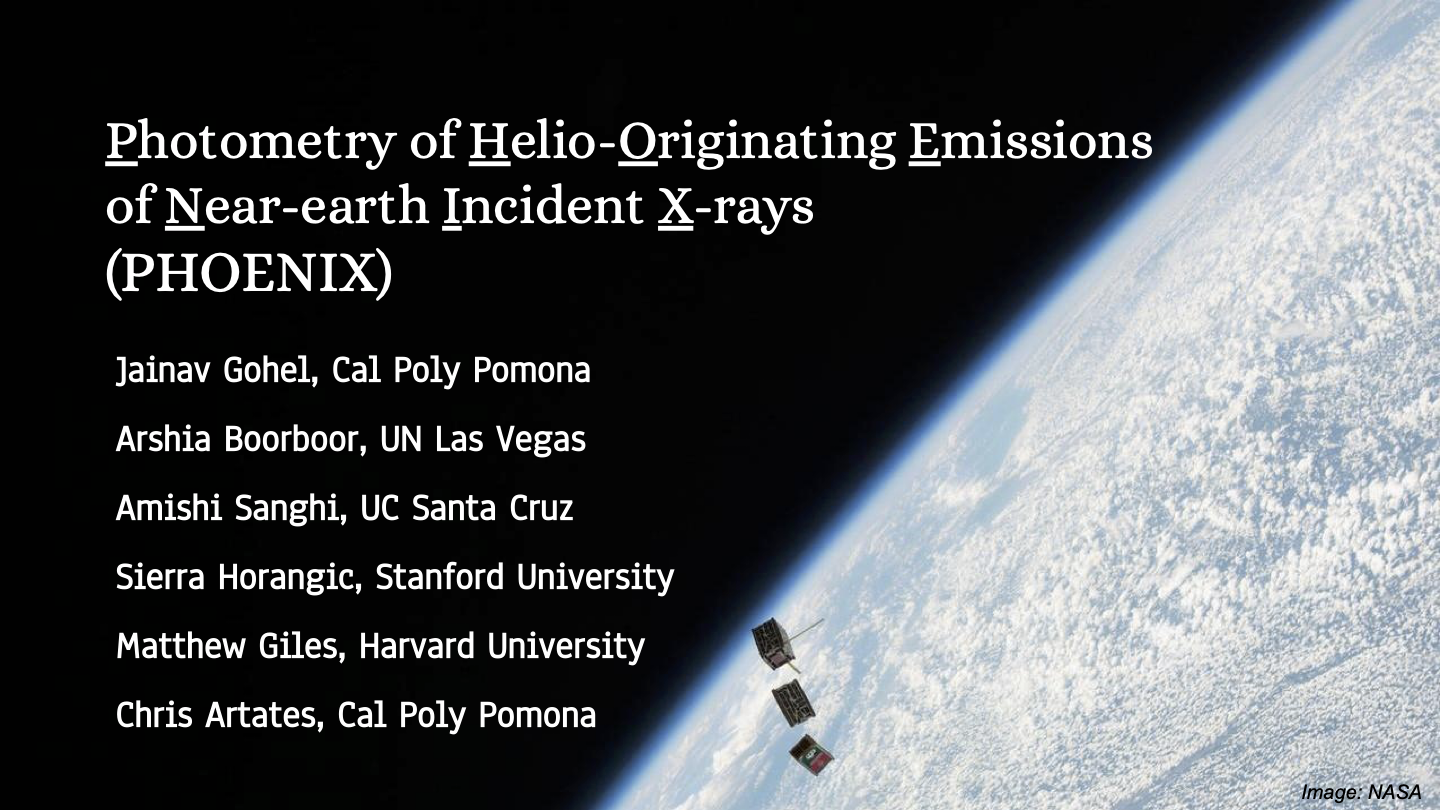 Photometry of Helio-Originating Emissions
of Near-earth Incident X-rays
(PHOENIX)
Jainav Gohel, Cal Poly Pomona
Arshia Boorboor, UN Las Vegas
Amishi Sanghi, UC Santa Cruz
Sierra Horangic, Stanford University
Matthew Giles, Harvard University
Chris Artates, Cal Poly Pomona
Image: NASA